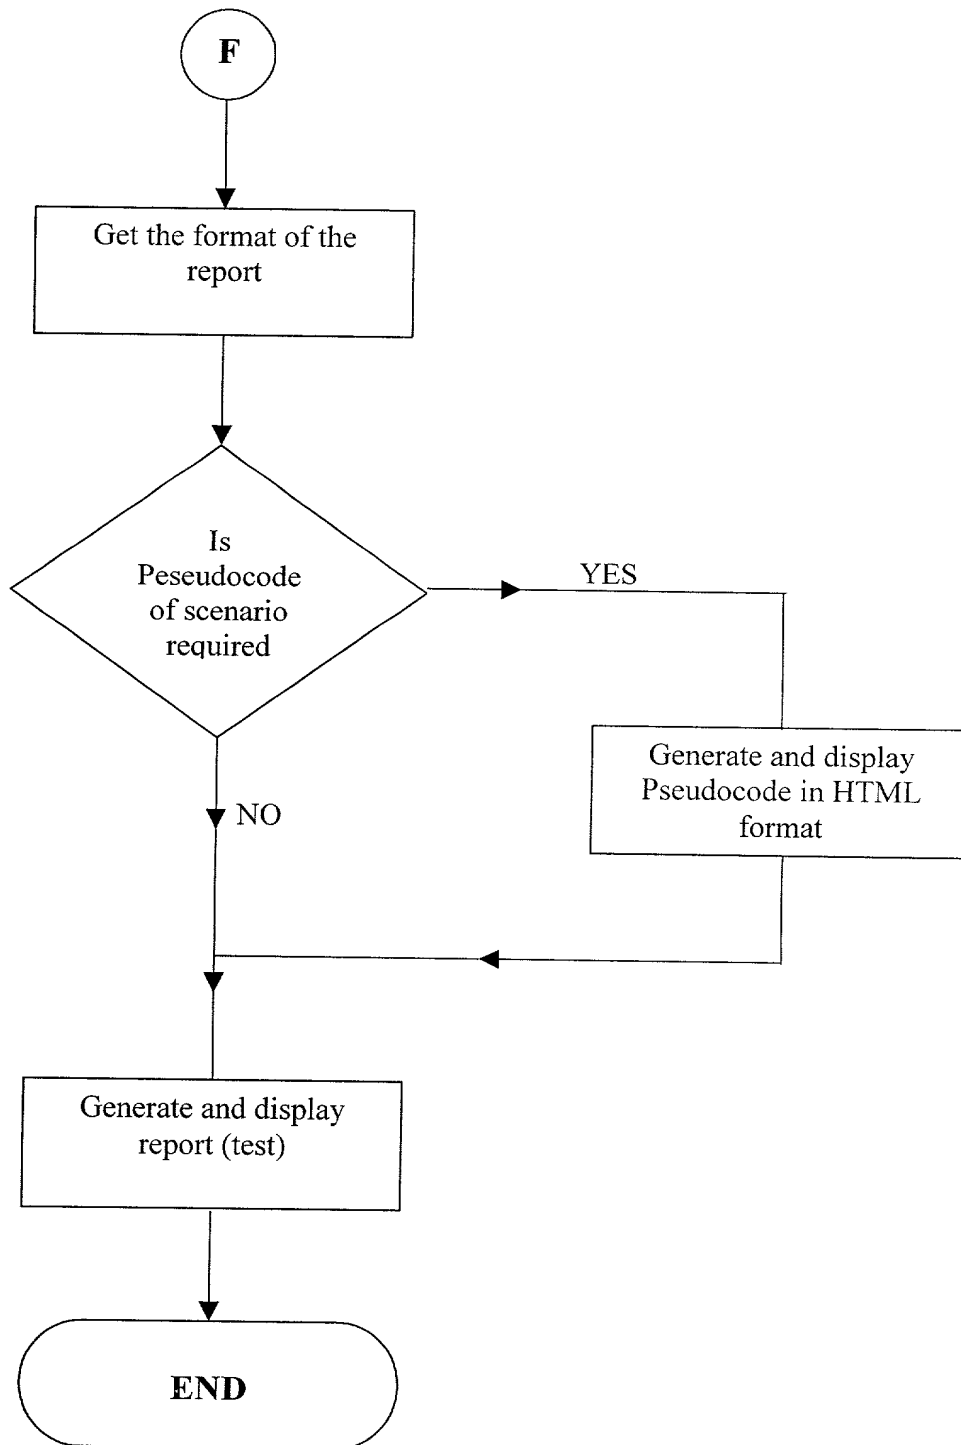 F
Get the format of the
report
Is
Peseudocode
of scenario
required
YES
Generate and display
Pseudocode in HTML
format
NO
Generate and display
report (test)
END